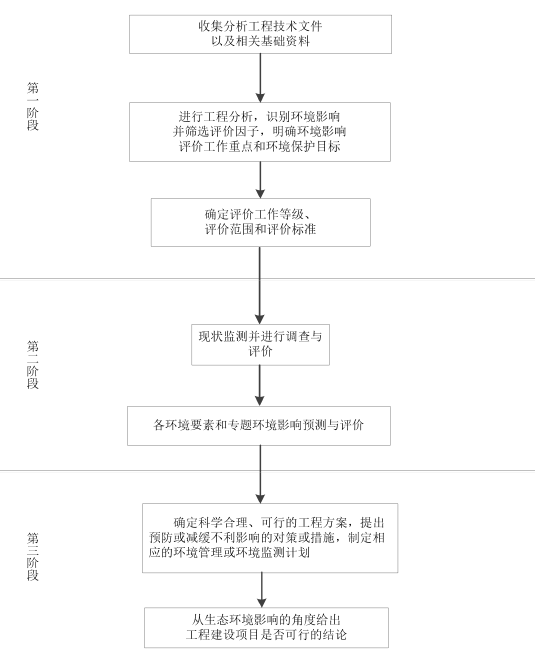 收集分析工程技术文件
以及相关基础资料
第一阶段
进行工程分析，识别环境影响
并筛选评价因子，明确环境影响
评价工作重点和环境保护目标
确定评价工作等级、
评价范围和评价标准
第二阶段
现状监测并进行调查与
评价
各环境要素和专题环境影响预测与评价
第三阶段
确定科学合理、可行的工程方案，提出
预防或减缓不利影响的对策或措施，制定相
应的环境管理或环境监测计划
从生态环境影响的角度给出
工程建设项目是否可行的结论